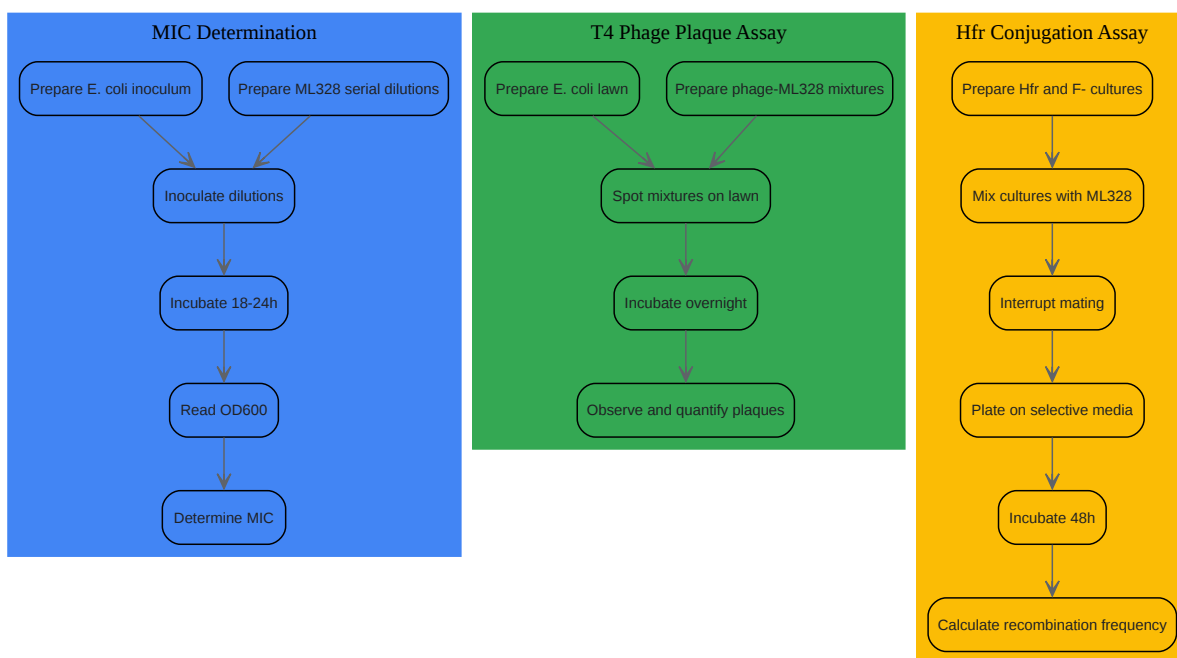 MIC Determination
Prepare E. coli inoculum
Prepare ML328 serial dilutions
Inoculate dilutions
Incubate 18-24h
Read OD600
Determine MIC
T4 Phage Plaque Assay
Prepare E. coli lawn
Prepare phage-ML328 mixtures
Spot mixtures on lawn
Incubate overnight
Observe and quantify plaques
Hfr Conjugation Assay
Prepare Hfr and F- cultures
Mix cultures with ML328
Interrupt mating
Plate on selective media
Incubate 48h
Calculate recombination frequency